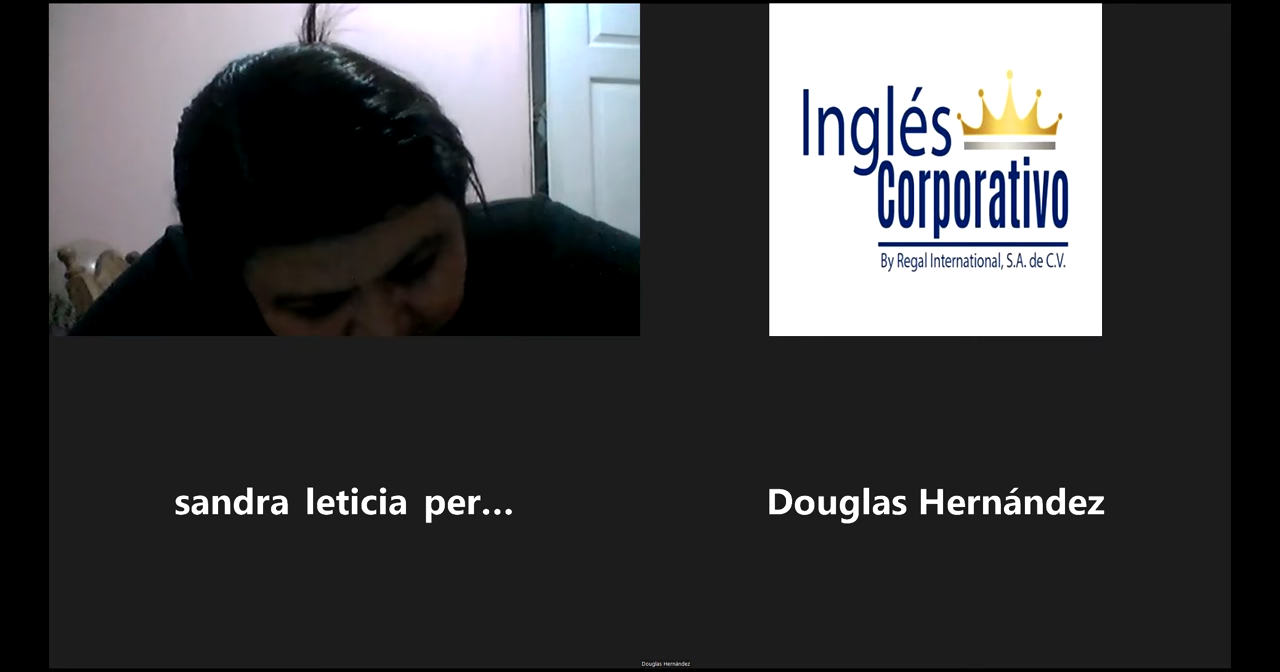 Inglés
Corporativo
By Regal International, S.A. de C.V.
sandra leticia per...
Douglas Hernández
Douglas Hernández